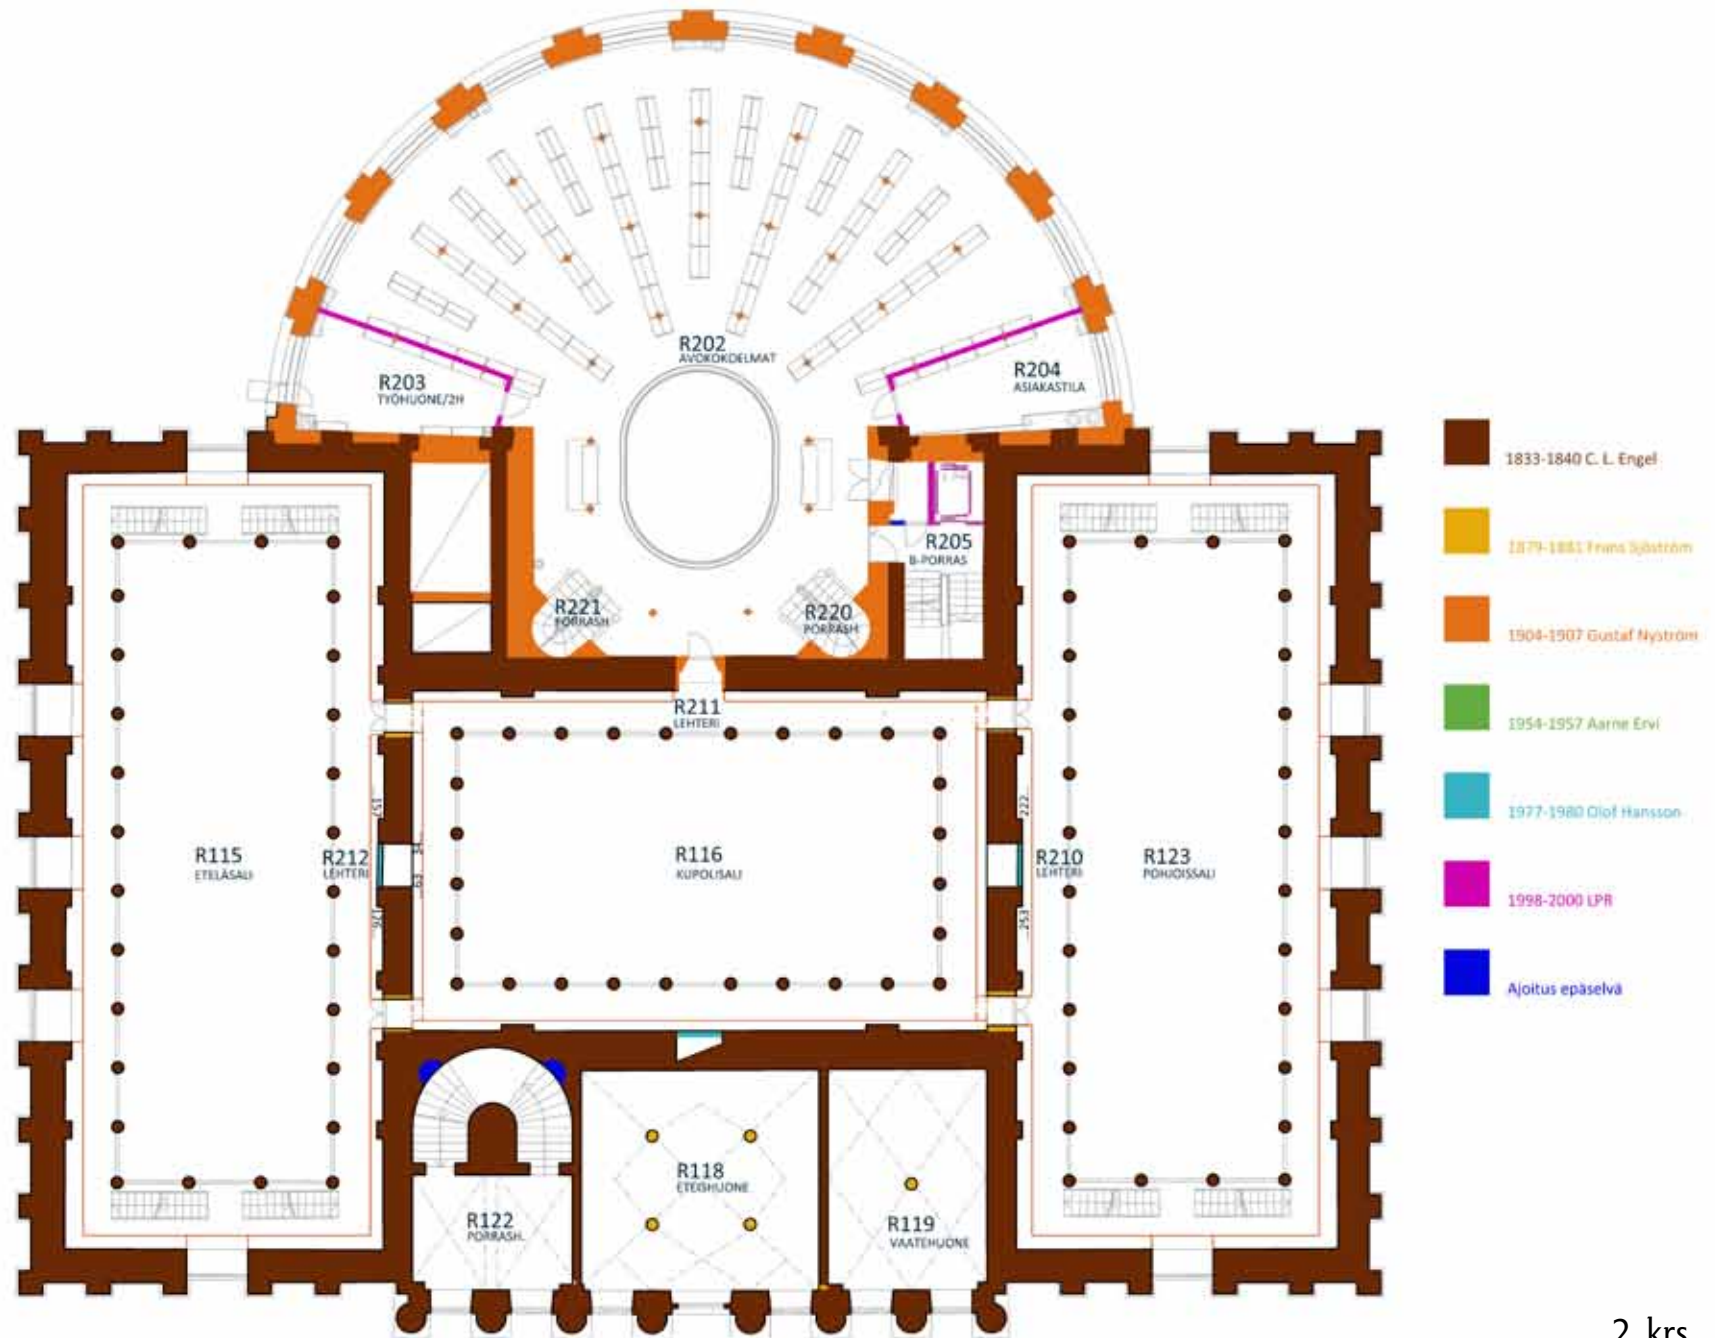 R202
AVOKOKOELMAT
R203
TYÖHUONE/2H
R204
ASIAKASTILA
R205
B-PORRAS
R221
PORRASH
R220
PORRASH
R211
LEHTERI
R115
ETELÄSALI
R212
LEHTERI
R116
KUPOLISALI
R210
LEHTERI
R123
POHJOISSALI
222...
...253
R118
ETEISHUONE
R122
PORRASH.
R119
VAATEHUONE
1833-1840 C. L. Engel
1879-1881 Frans Sjöström
1904-1907 Gustaf Nyström
1954-1957 Aarne Ervi
1977-1980 Olof Hansson
1998-2000 LPR
Ajoitus epäselvä
2. krs